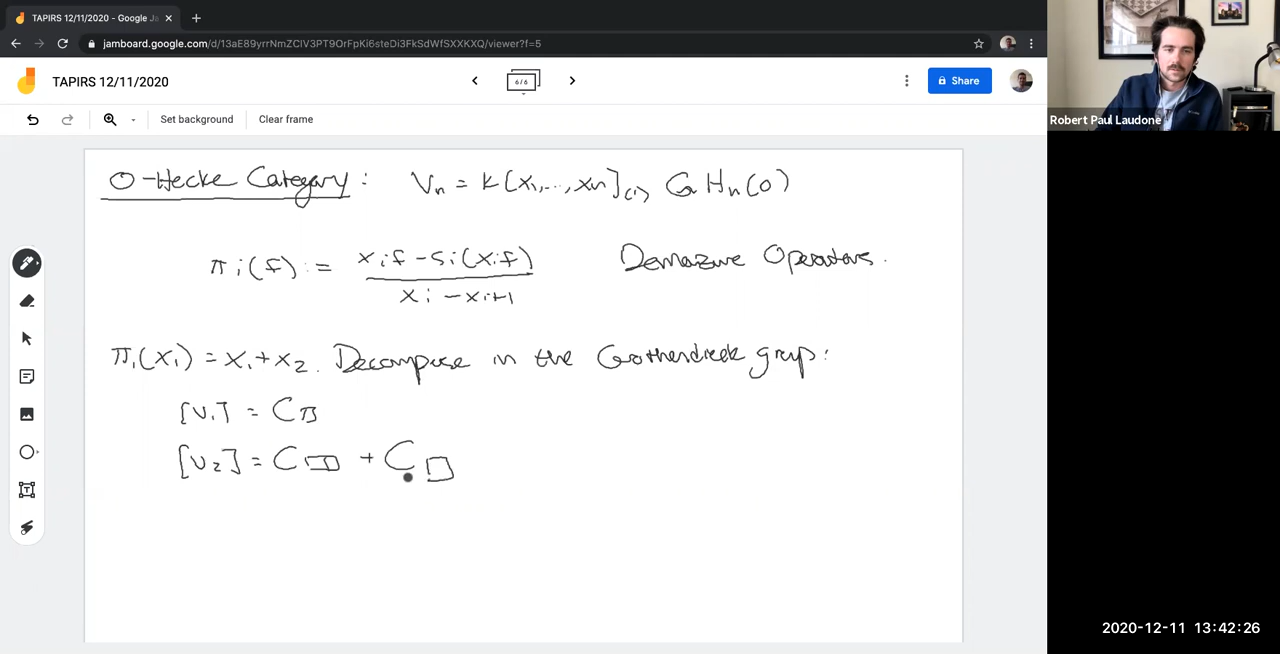 TAPIRS 12/11/2020 - Google Ja
jamboard.google.com/d/13aE89yrrNmZClV3PT9OrFpKi6steDi3FkSdWfSXXKXQ/viewer?f=5
TAPIRS 12/11/2020
6/6
Share
Set background
Clear frame
0-Hecke Category: Vn = k[x1,...,xn](1) ↺ Hn(0)
πi(f) := xif - si(xif) / xi - xi+1 Demazure Operators.
π1(x1) = x1 + x2. Decompose in the Grothendieck group:
[V1] = C□
[V2] = C□□ + C□
Robert Paul Laudone
2020-12-11 13:42:26